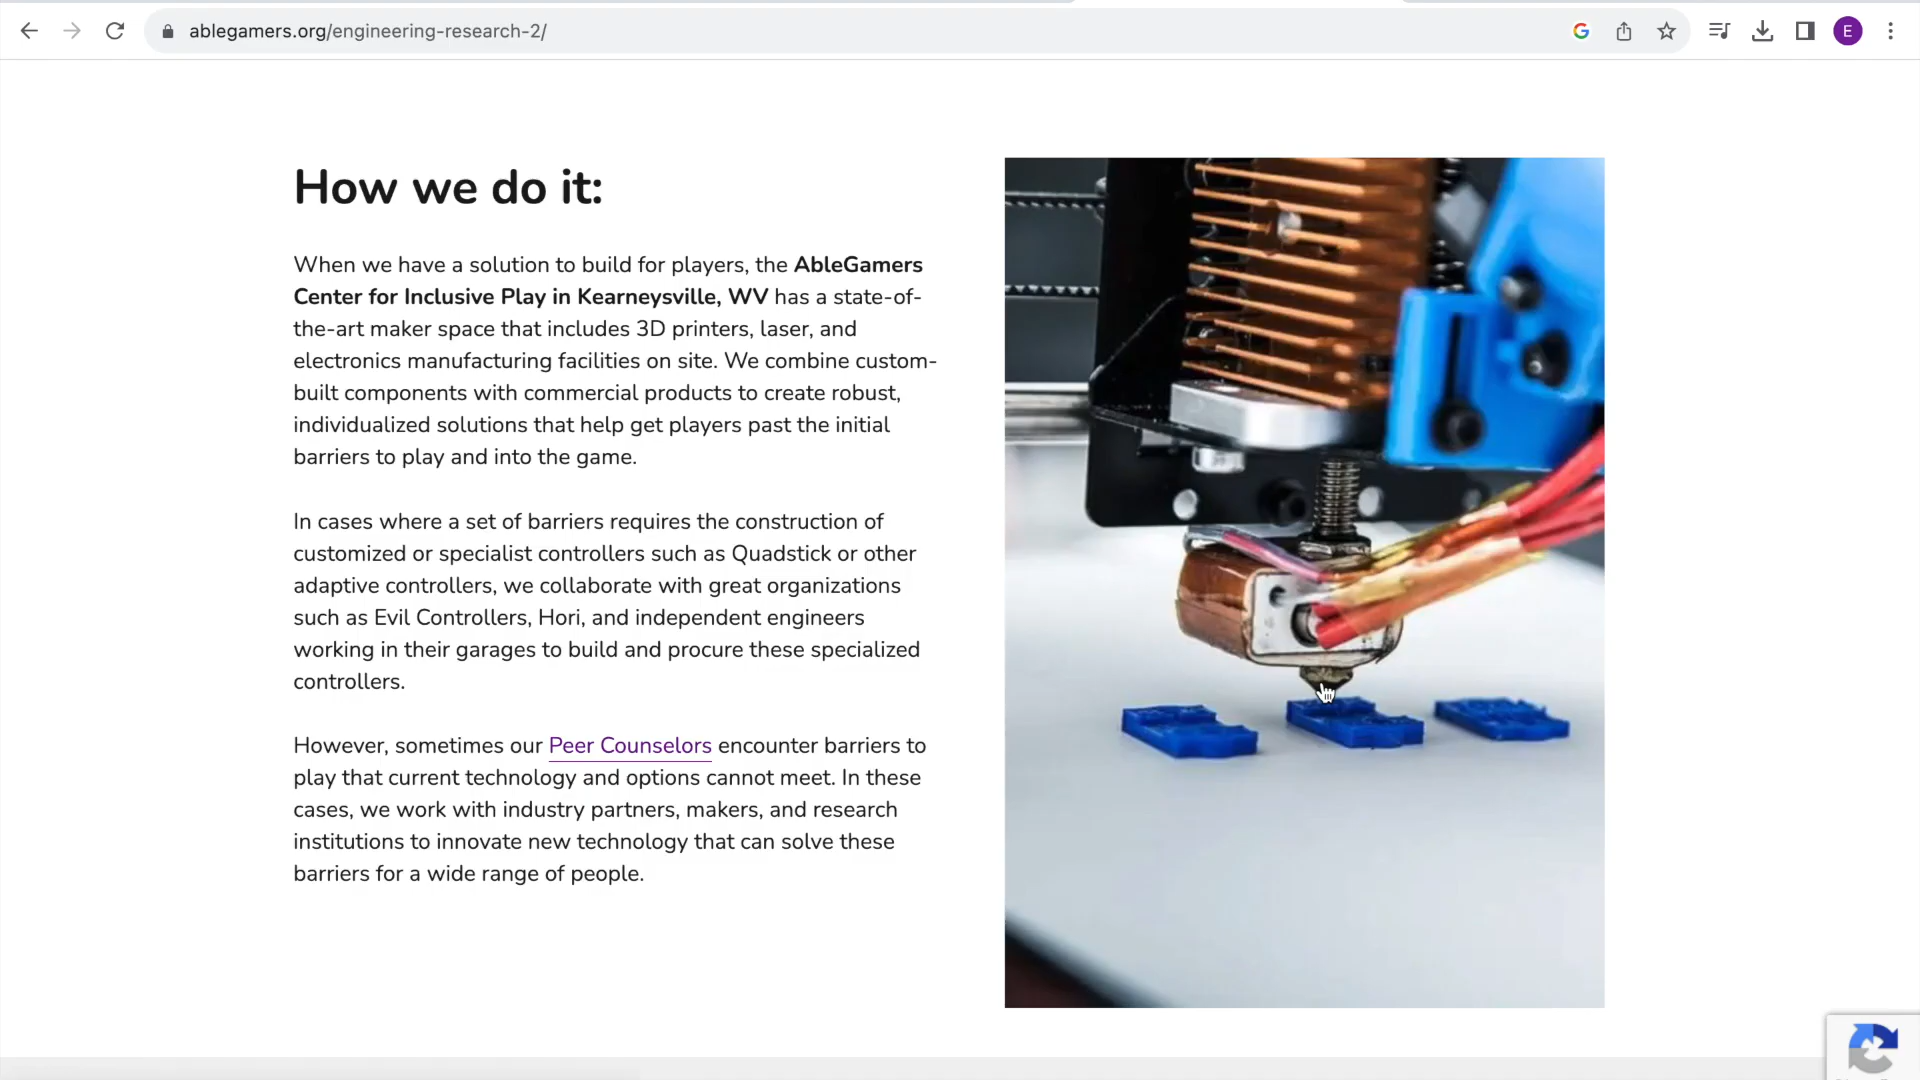 ablegamers.org/engineering-research-2/
E
How we do it:
When we have a solution to build for players, the AbleGamers
Center for Inclusive Play in Kearneysville, WV has a state-of-
the-art maker space that includes 3D printers, laser, and
electronics manufacturing facilities on site. We combine custom-
built components with commercial products to create robust,
individualized solutions that help get players past the initial
barriers to play and into the game.
In cases where a set of barriers requires the construction of
customized or specialist controllers such as Quadstick or other
adaptive controllers, we collaborate with great organizations
such as Evil Controllers, Hori, and independent engineers
working in their garages to build and procure these specialized
controllers.
However, sometimes our Peer Counselors encounter barriers to
play that current technology and options cannot meet. In these
cases, we work with industry partners, makers, and research
institutions to innovate new technology that can solve these
barriers for a wide range of people.